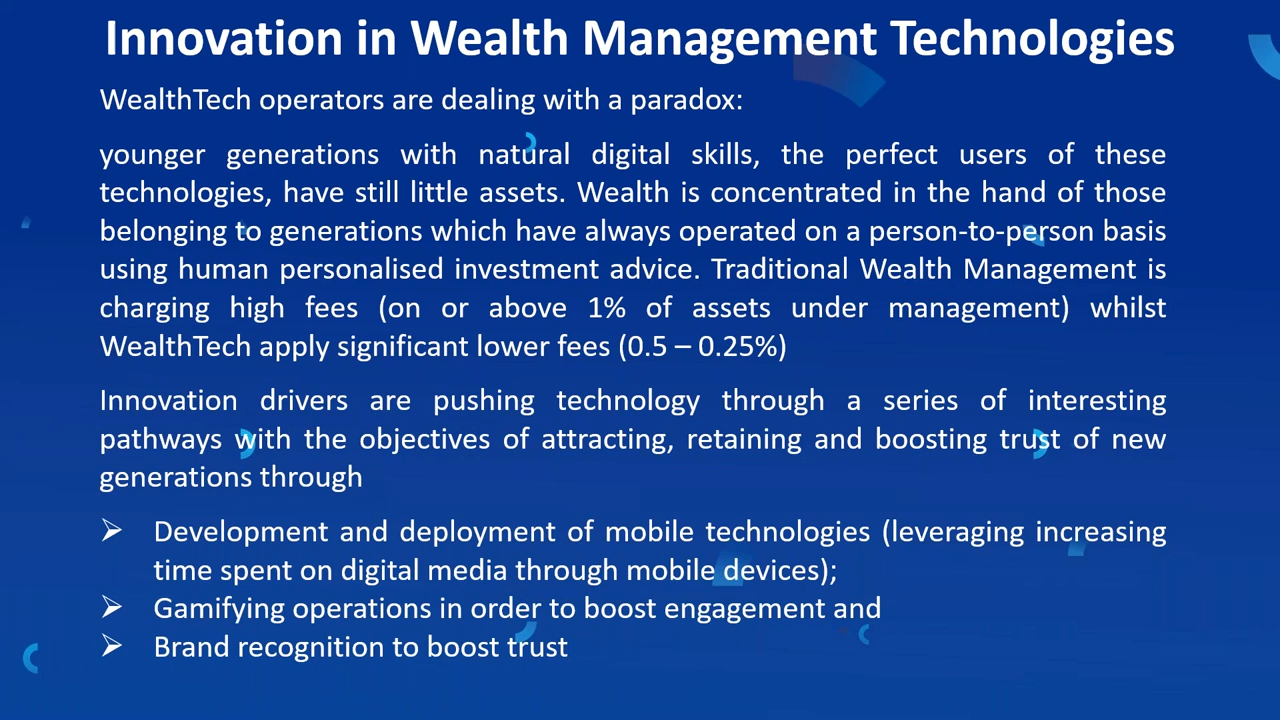 Innovation in Wealth Management Technologies
WealthTech operators are dealing with a paradox:
younger generations with natural digital skills, the perfect users of these
technologies, have still little assets. Wealth is concentrated in the hand of those
belonging to generations which have always operated on a person-to-person basis
using human personalised investment advice. Traditional Wealth Management is
charging high fees (on or above 1% of assets under management) whilst
WealthTech apply significant lower fees (0.5 – 0.25%)
Innovation drivers are pushing technology through a series of interesting
pathways with the objectives of attracting, retaining and boosting trust of new
generations through
➢ Development and deployment of mobile technologies (leveraging increasing
time spent on digital media through mobile devices);
➢ Gamifying operations in order to boost engagement and
➢ Brand recognition to boost trust